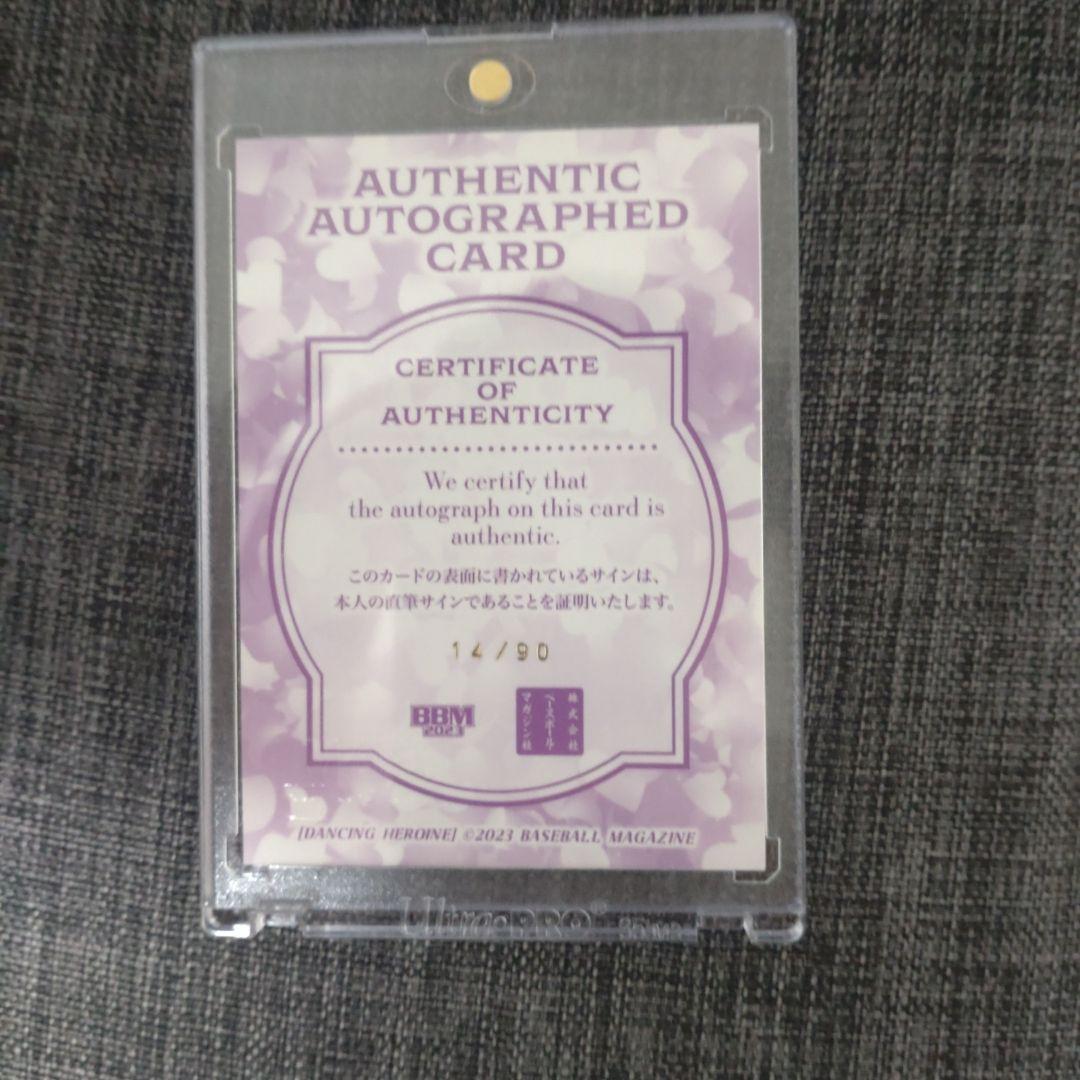 AUTHENTIC
AUTOGRAPHED
CARD
CERTIFICATE
OF
AUTHENTICITY
We certify that
the autograph on this card is
authentic.
このカードの表面に書かれているサインは、
本人の直筆サインであることを証明いたします。
14/90
BBM
2023
株式会社
ベースボール
マガジン社
[DANCING HEROINE] ©2023 BASEBALL MAGAZINE
Ultra PRO